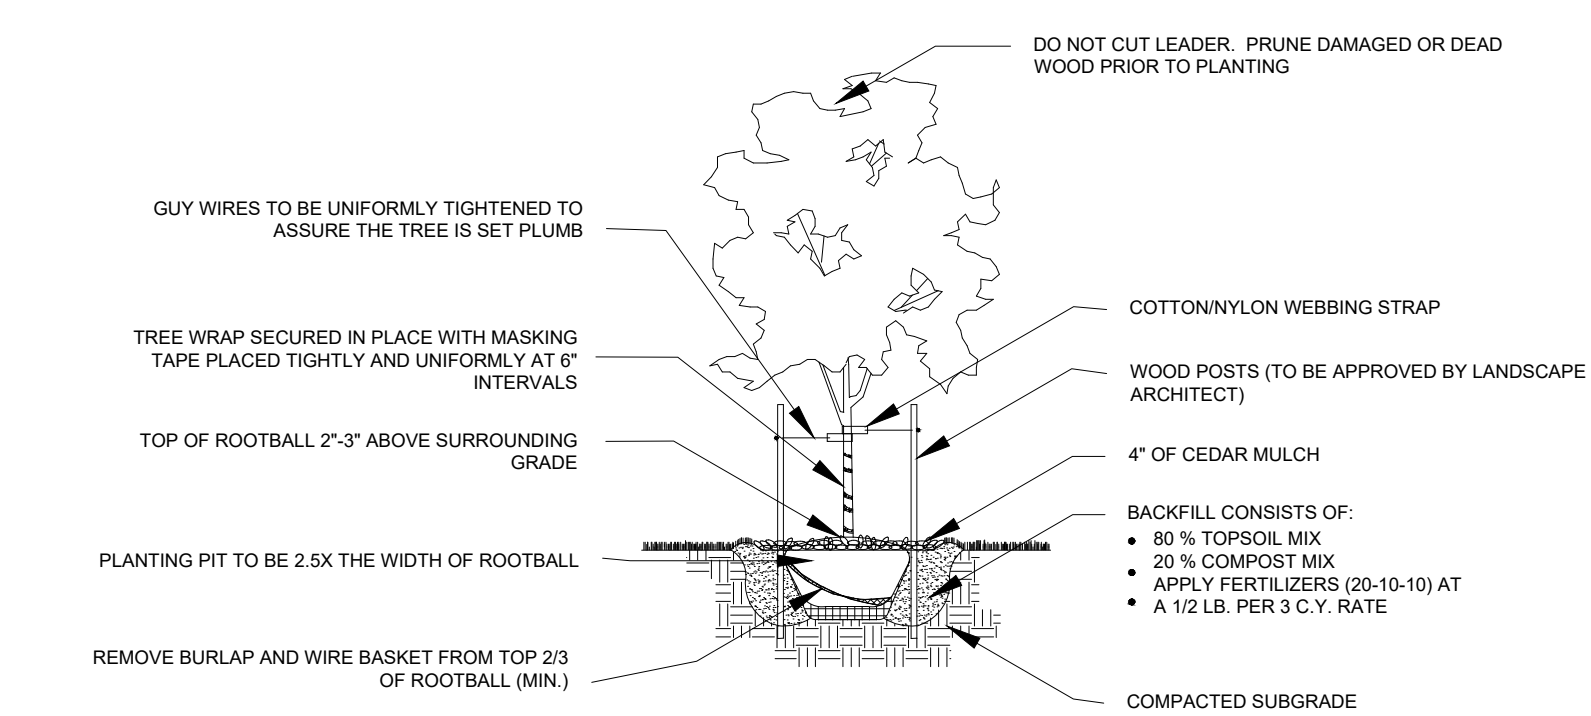 DO NOT CUT LEADER.  PRUNE DAMAGED OR DEAD
WOOD PRIOR TO PLANTING
GUY WIRES TO BE UNIFORMLY TIGHTENED TO
ASSURE THE TREE IS SET PLUMB
TREE WRAP SECURED IN PLACE WITH MASKING
TAPE PLACED TIGHTLY AND UNIFORMLY AT 6"
INTERVALS
TOP OF ROOTBALL 2"-3" ABOVE SURROUNDING
GRADE
PLANTING PIT TO BE 2.5X THE WIDTH OF ROOTBALL
REMOVE BURLAP AND WIRE BASKET FROM TOP 2/3
OF ROOTBALL (MIN.)
COTTON/NYLON WEBBING STRAP
WOOD POSTS (TO BE APPROVED BY LANDSCAPE
ARCHITECT)
4" OF CEDAR MULCH
BACKFILL CONSISTS OF:
• 80 % TOPSOIL MIX
• 20 % COMPOST MIX
APPLY FERTILIZERS (20-10-10) AT
• A 1/2 LB. PER 3 C.Y. RATE
COMPACTED SUBGRADE